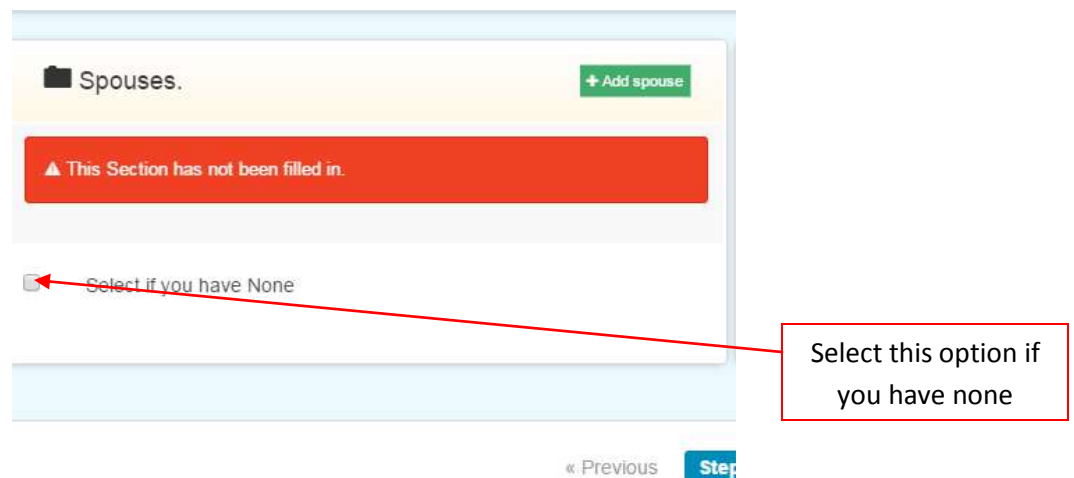 Spouses.
+ Add spouse
This Section has not been filled in.
Select if you have None
Select this option if
you have none
« Previous
Step